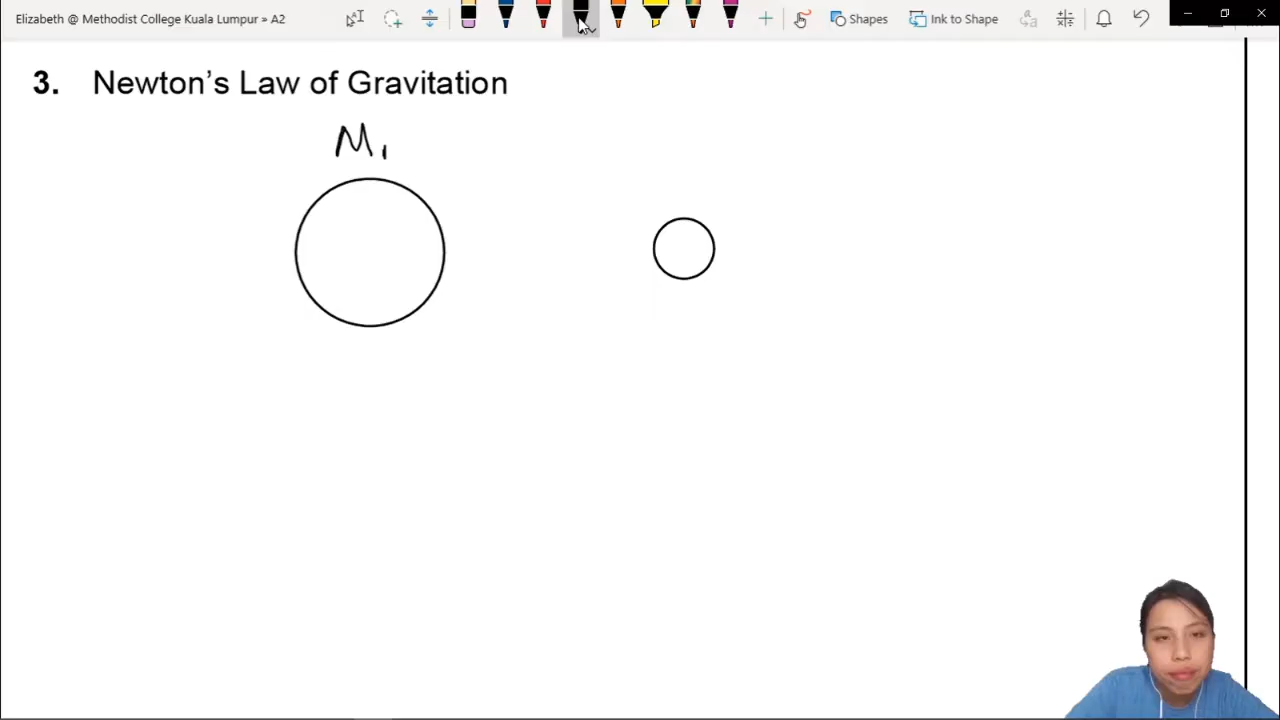 Elizabeth @ Methodist College Kuala Lumpur » A2
Shapes
Ink to Shape
3. Newton's Law of Gravitation
M₁